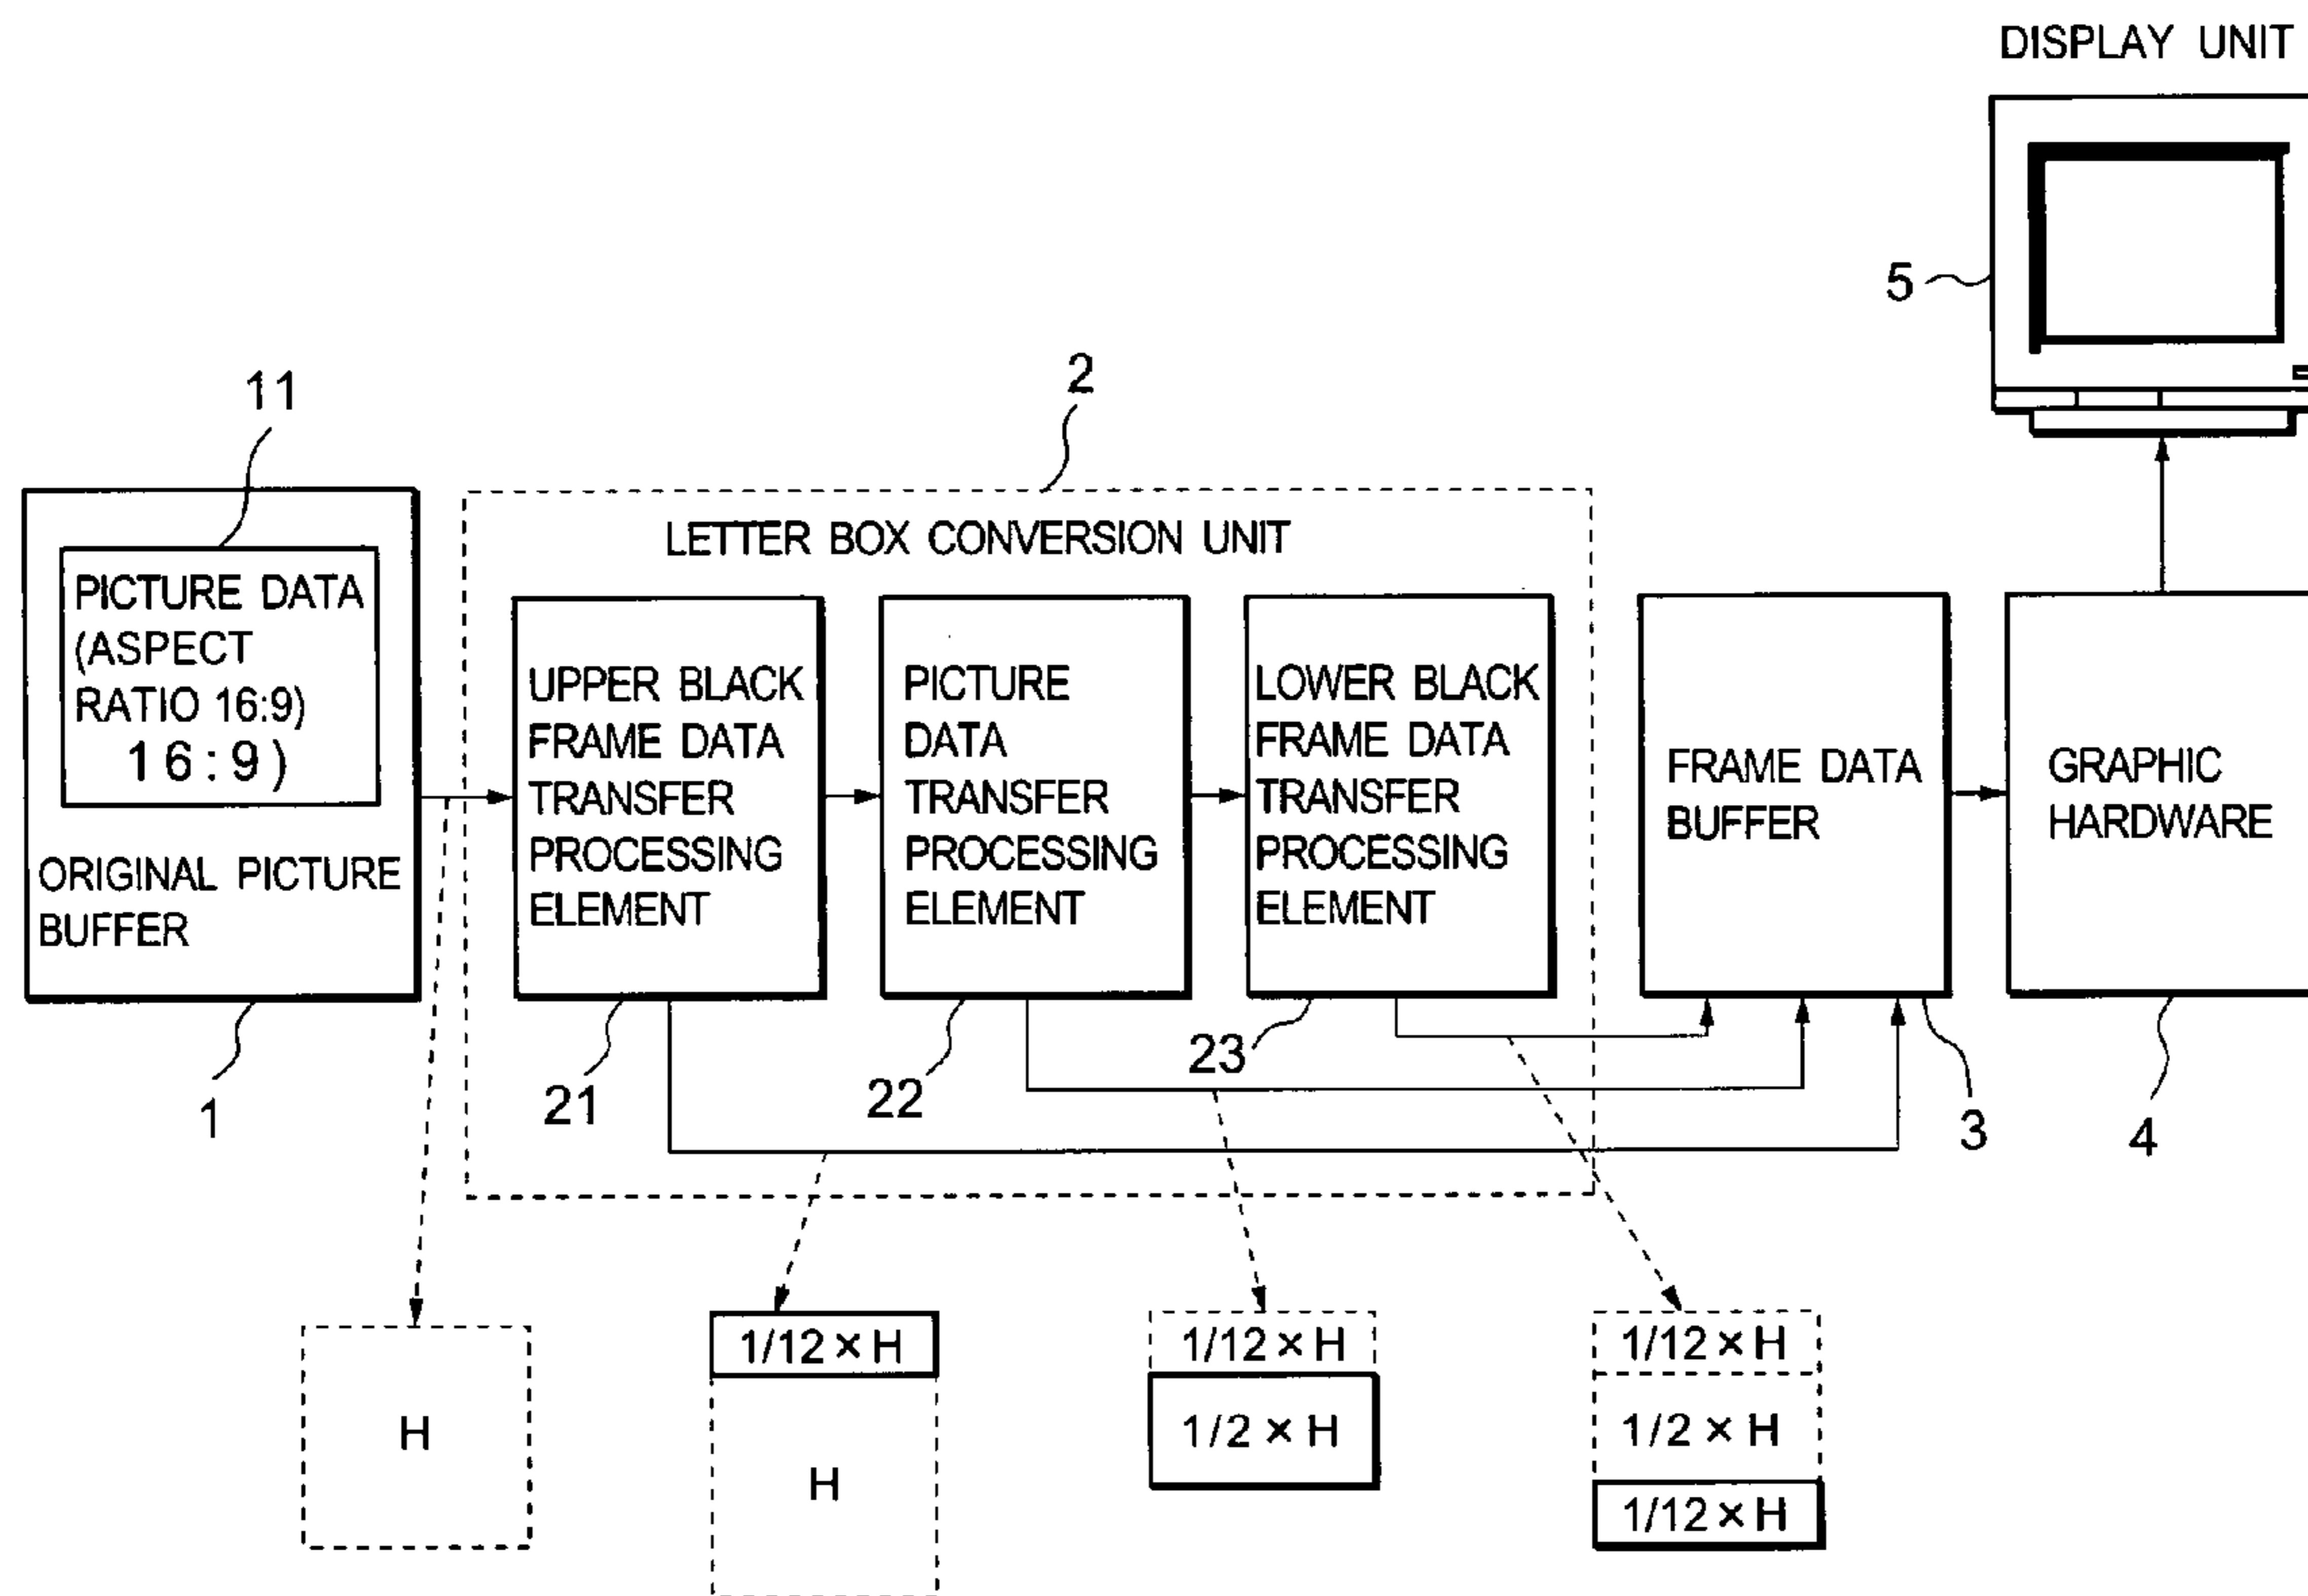 DISPLAY UNIT
5
2
11
LETTER BOX CONVERSION UNIT
PICTURE DATA
(ASPECT
RATIO 16:9)
16:9)
ORIGINAL PICTURE
BUFFER
UPPER BLACK
FRAME DATA
TRANSFER
PROCESSING
ELEMENT
PICTURE
DATA
TRANSFER
PROCESSING
ELEMENT
LOWER BLACK
FRAME DATA
TRANSFER
PROCESSING
ELEMENT
FRAME DATA
BUFFER
GRAPHIC
HARDWARE
1
21
22
23
3
4
H
1/12 × H
H
1/12 × H
1/2 × H
1/12 × H
1/2 × H
1/12 × H